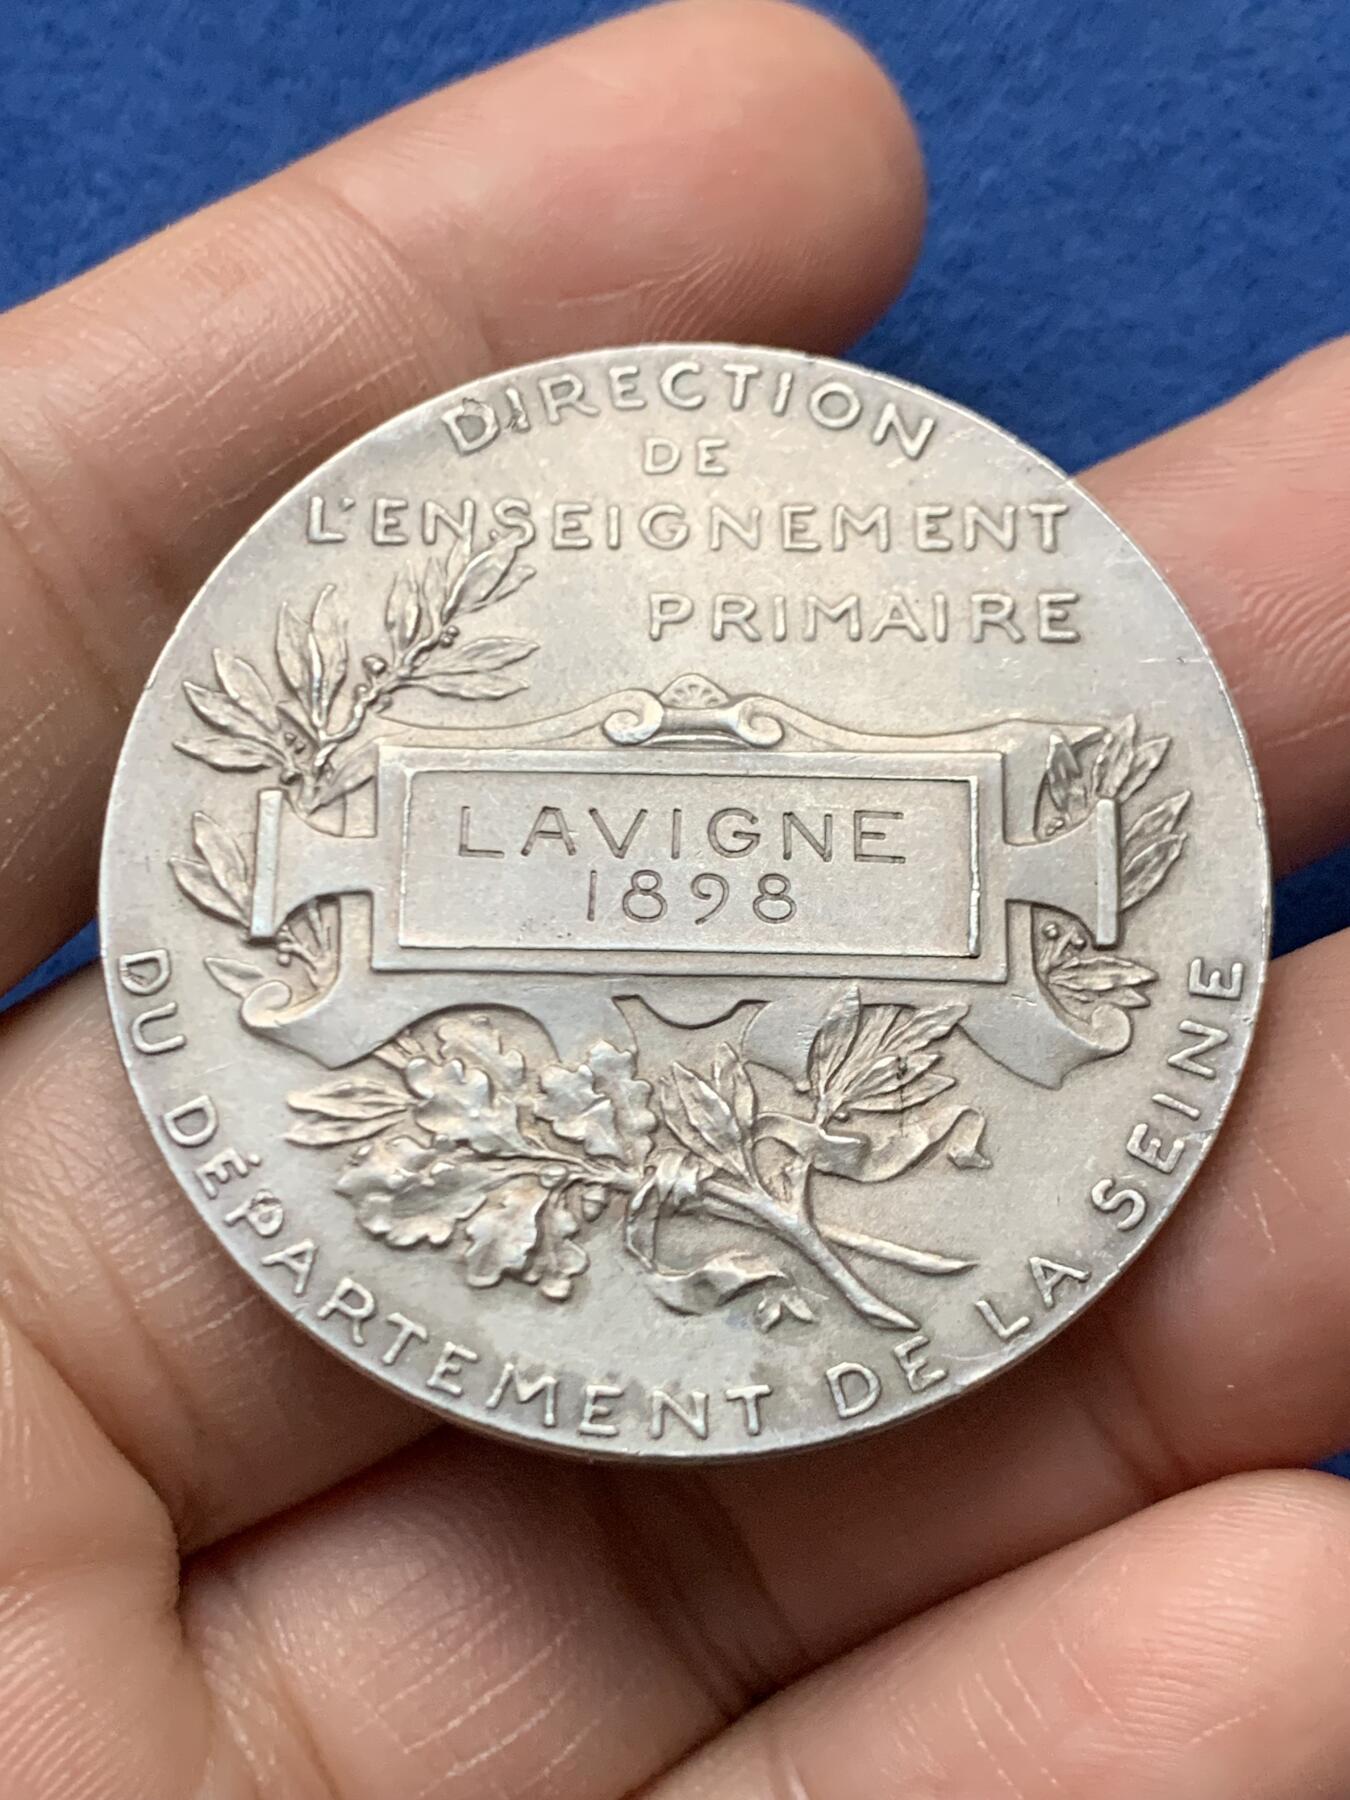 DIRECTION
DE
L'ENSEIGNEMENT
PRIMAIRE
LAVIGNE
1898
DU DÉPARTEMENT DE LA SEINE